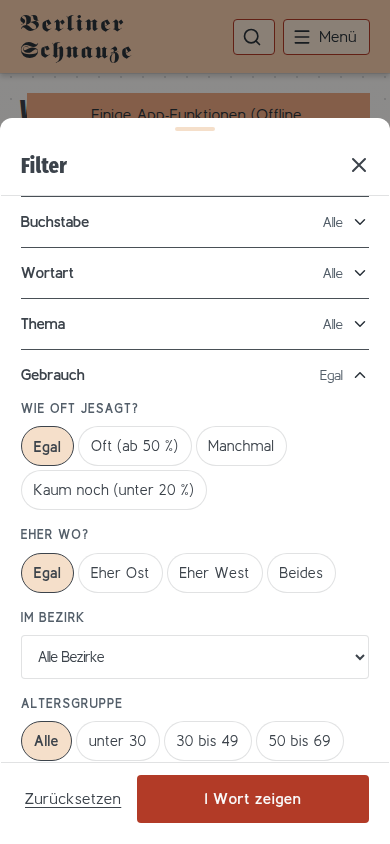 Berliner
Schnauze
Menü
Einige App-Funktionen (Offline
Filter
Buchstabe Alle
Wortart Alle
Thema Alle
Gebrauch Egal
WIE OFT JESAGT?
Egal Oft (ab 50 %) Manchmal
Kaum noch (unter 20 %)
EHER WO?
Egal Eher Ost Eher West Beides
IM BEZIRK
Alle Bezirke
ALTERSGRUPPE
Alle unter 30 30 bis 49 50 bis 69
Zurücksetzen 1 Wort zeigen